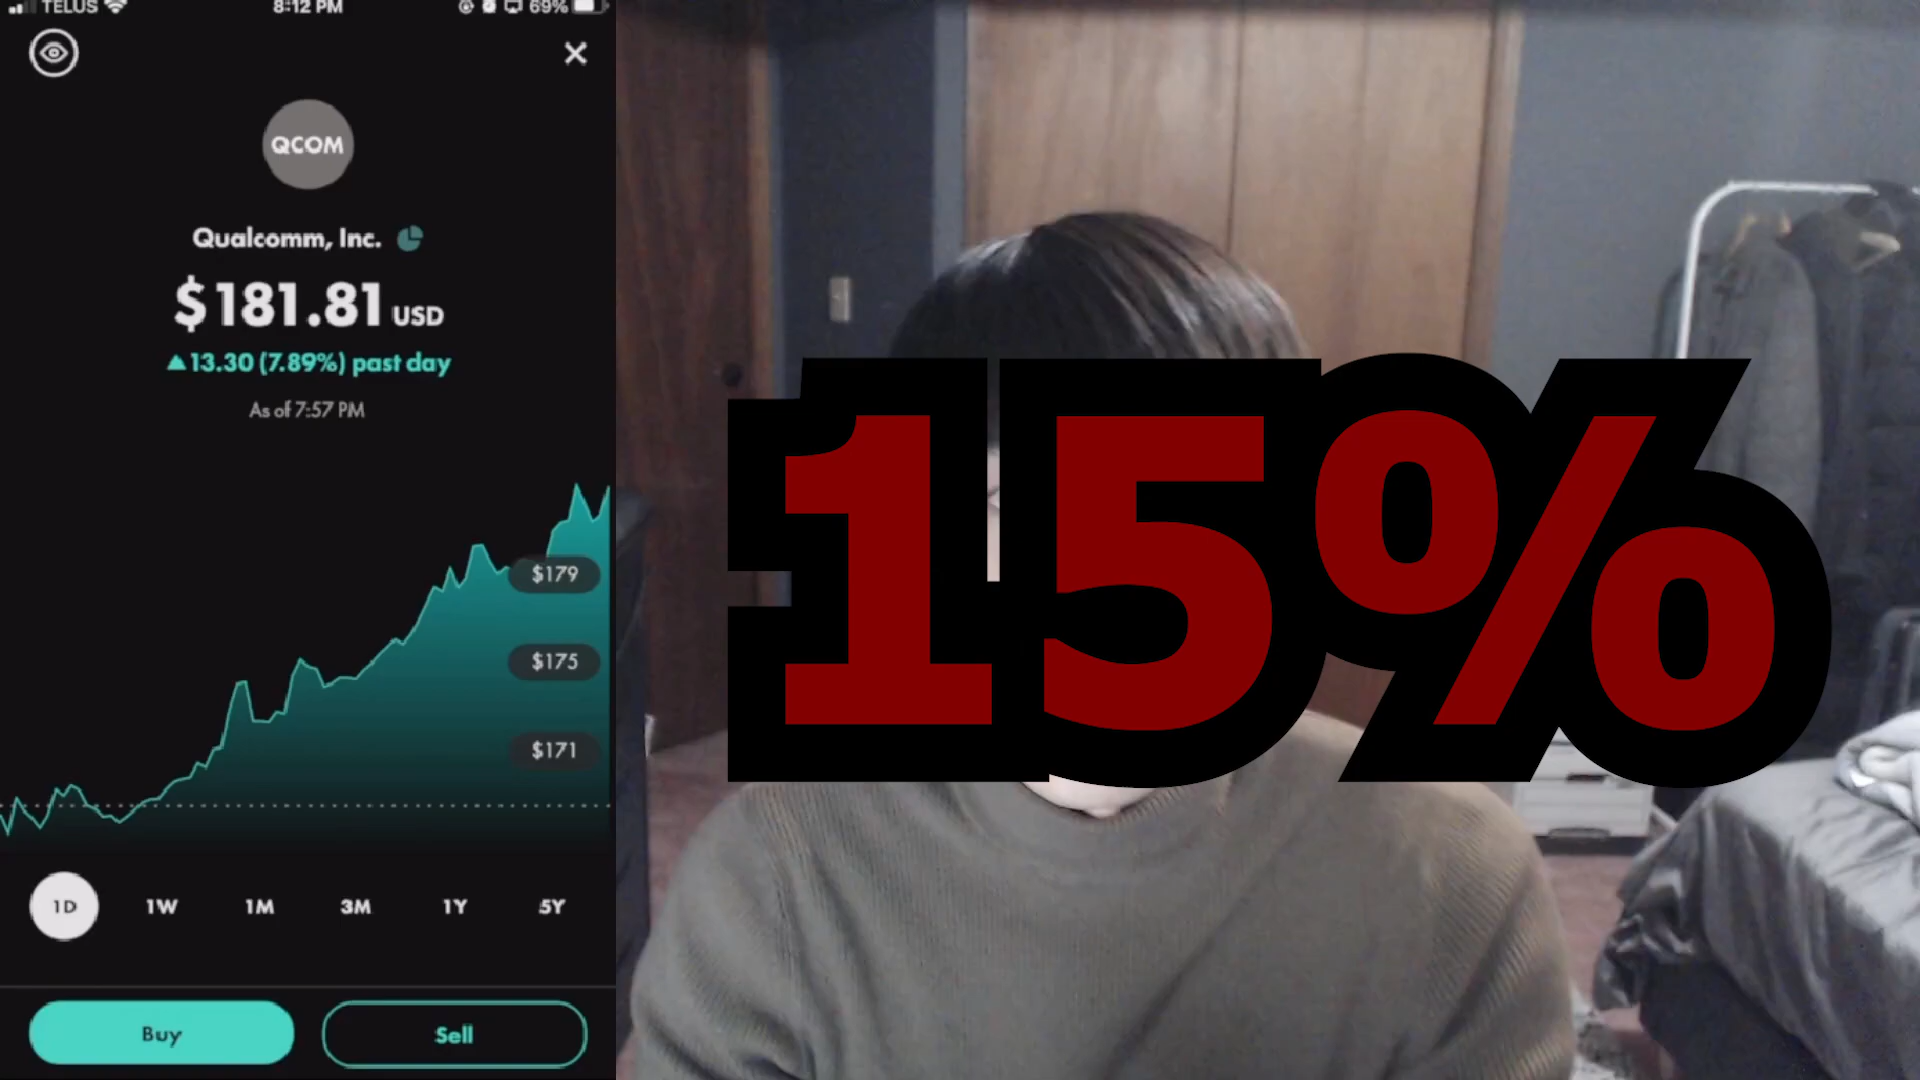 TELUS
8:12 PM
69%
QCOM
Qualcomm, Inc.
$181.81 USD
▲13.30 (7.89%) past day
As of 7:57 PM
$179
$175
$171
1D 1W 1M 3M 1Y 5Y
Buy Sell
15%